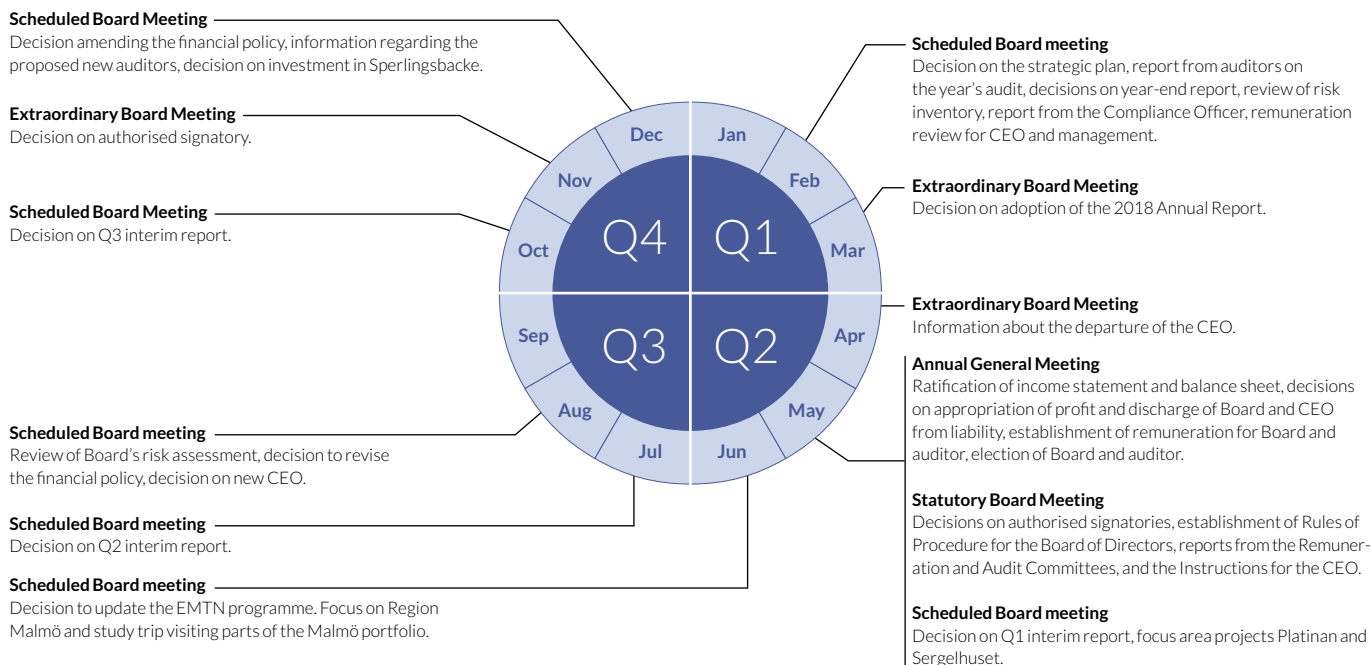 Scheduled Board Meeting
Decision amending the financial policy, information regarding the
proposed new auditors, decision on investment in Sperlingsbacke.
Extraordinary Board Meeting
Decision on authorised signatory.
Scheduled Board Meeting
Decision on Q3 interim report.
Scheduled Board meeting
Review of Board's risk assessment, decision to revise
the financial policy, decision on new CEO.
Scheduled Board meeting
Decision on Q2 interim report.
Scheduled Board meeting
Decision to update the EMTN programme. Focus on Region
Malmö and study trip visiting parts of the Malmö portfolio.
Dec
Jan
Nov
Feb
Oct
Mar
Q4
Q1
Sep
Apr
Q3
Q2
Aug
May
Jul
Jun
Scheduled Board meeting
Decision on the strategic plan, report from auditors on
the year's audit, decisions on year-end report, review of risk
inventory, report from the Compliance Officer, remuneration
review for CEO and management.
Extraordinary Board Meeting
Decision on adoption of the 2018 Annual Report.
Extraordinary Board Meeting
Information about the departure of the CEO.
Annual General Meeting
Ratification of income statement and balance sheet, decisions
on appropriation of profit and discharge of Board and CEO
from liability, establishment of remuneration for Board and
auditor, election of Board and auditor.
Statutory Board Meeting
Decisions on authorised signatories, establishment of Rules of
Procedure for the Board of Directors, reports from the Remuner-
ation and Audit Committees, and the Instructions for the CEO.
Scheduled Board meeting
Decision on Q1 interim report, focus area projects Platinan and
Sergelhuset.